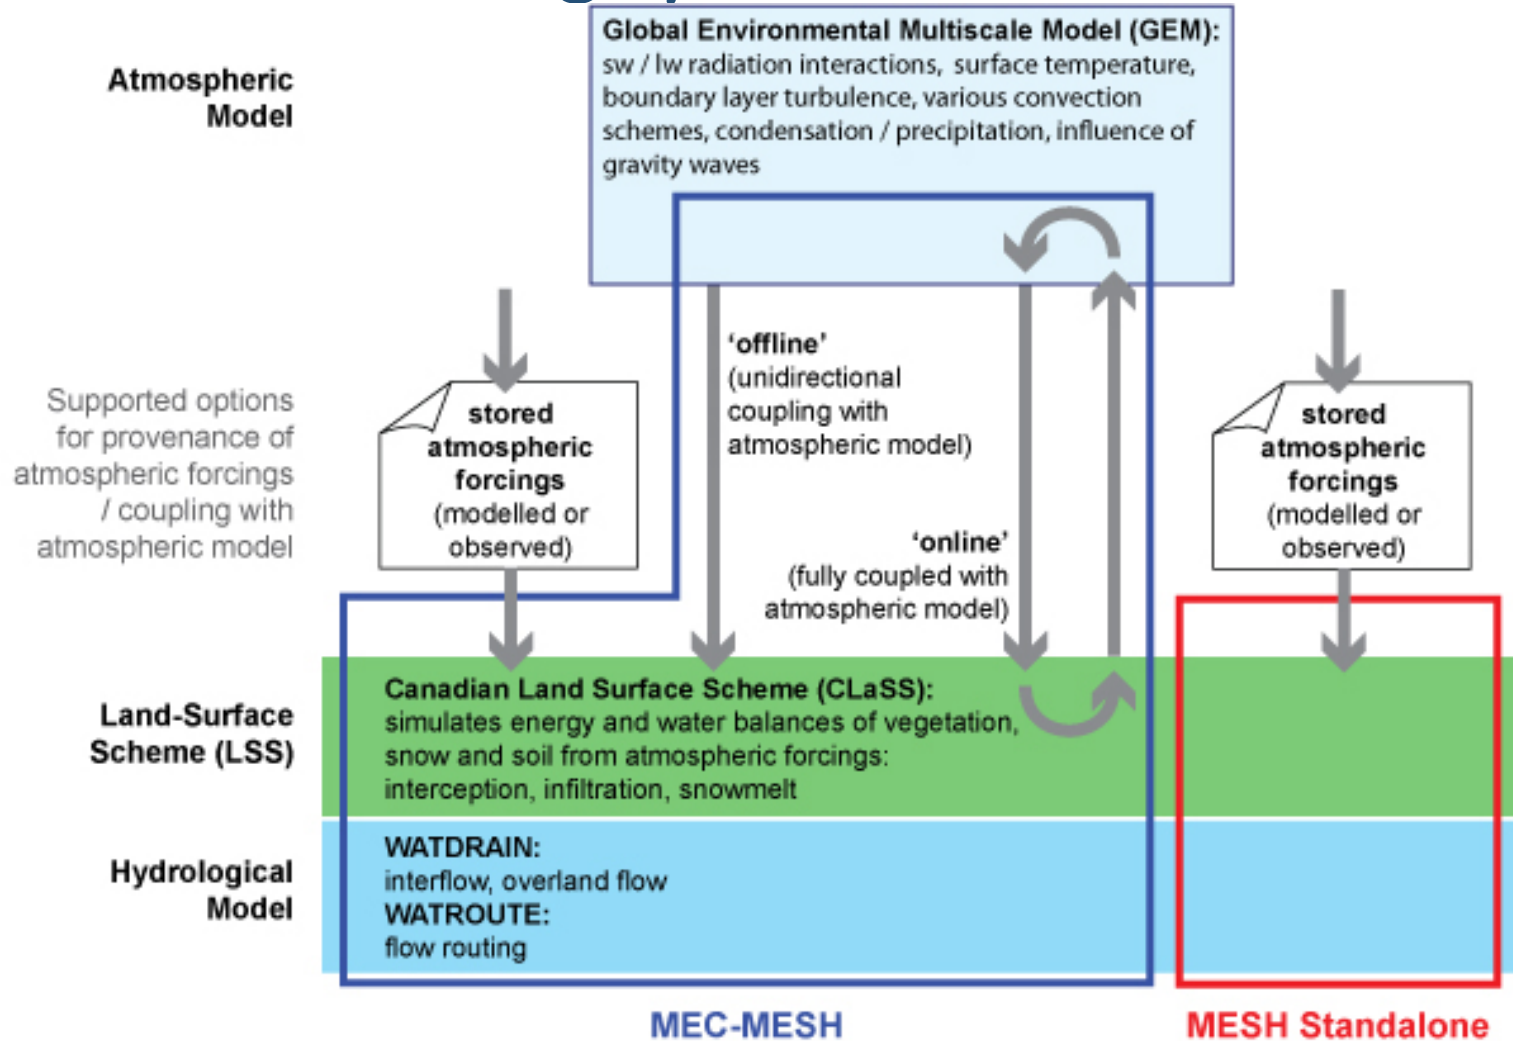 Global Environmental Multiscale Model (GEM):
sw / lw radiation interactions, surface temperature,
boundary layer turbulence, various convection
schemes, condensation / precipitation, influence of
gravity waves
Atmospheric
Model
Supported options
for provenance of
atmospheric forcings
/ coupling with
atmospheric model
stored
atmospheric
forcings
(modelled or
observed)
‘offline’
(unidirectional
coupling with
atmospheric model)
‘online’
(fully coupled with
atmospheric model)
stored
atmospheric
forcings
(modelled or
observed)
Land-Surface
Scheme (LSS)
Canadian Land Surface Scheme (CLaSS):
simulates energy and water balances of vegetation,
snow and soil from atmospheric forcings:
interception, infiltration, snowmelt
Hydrological
Model
WATDRAIN:
interflow, overland flow
WATROUTE:
flow routing
MEC-MESH
MESH Standalone